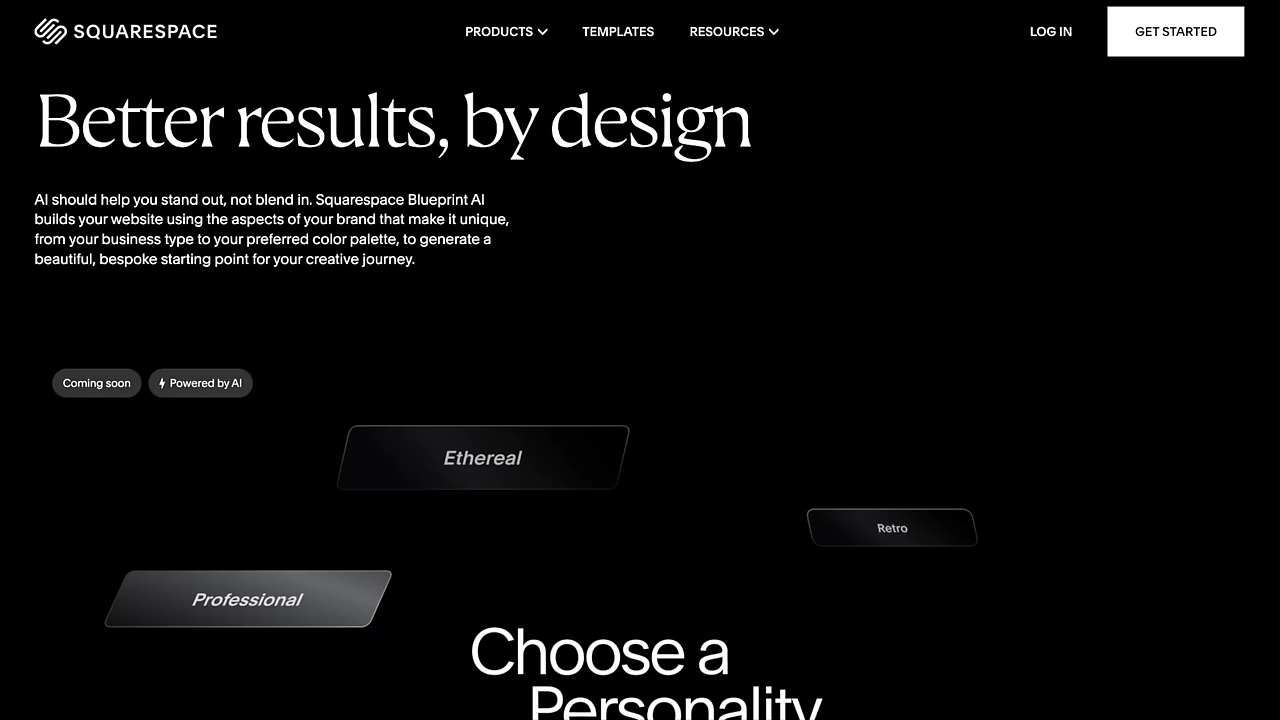 SQUARESPACE
PRODUCTS
TEMPLATES
RESOURCES
LOG IN
GET STARTED
Better results, by design
AI should help you stand out, not blend in. Squarespace Blueprint AI
builds your website using the aspects of your brand that make it unique,
from your business type to your preferred color palette, to generate a
beautiful, bespoke starting point for your creative journey.
Coming soon
Powered by AI
Ethereal
Retro
Professional
Choose a
Personality